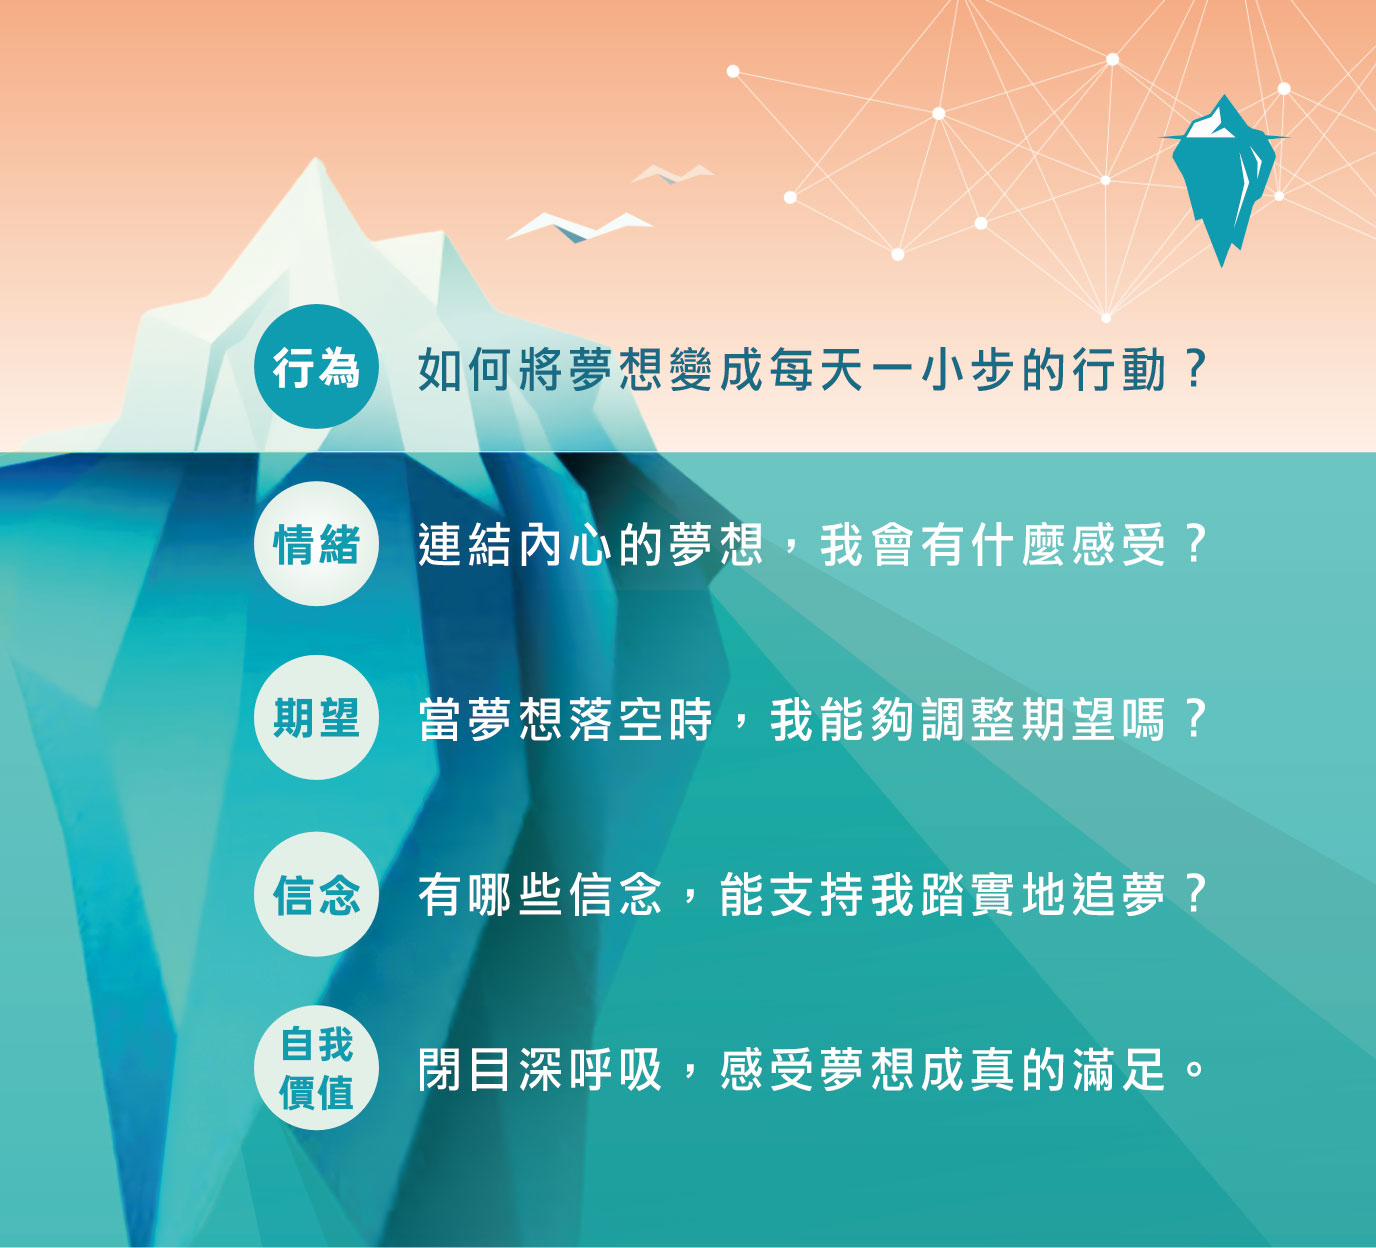 行為 如何將夢想變成每天一小步的行動？
情緒 連結內心的夢想，我會有什麼感受？
期望 當夢想落空時，我能夠調整期望嗎？
信念 有哪些信念，能支持我踏實地追夢？
自我
價值 閉目深呼吸，感受夢想成真的滿足。